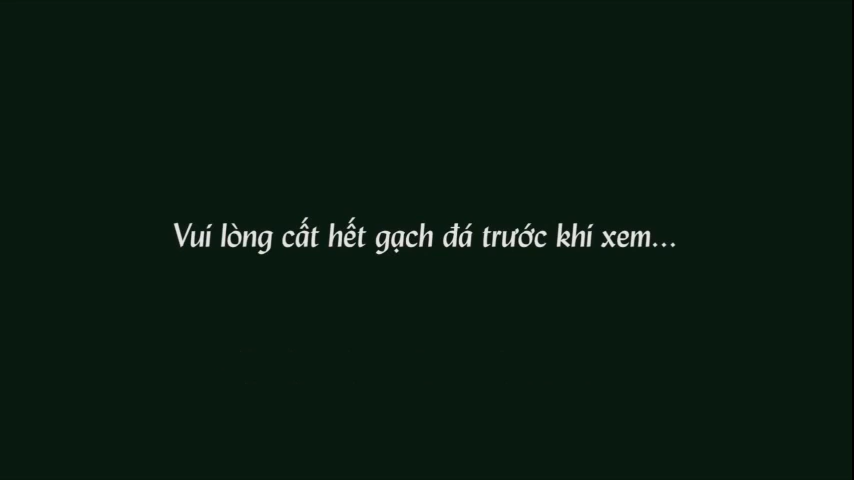 Vui lòng cất hết gạch đá trước khi xem...